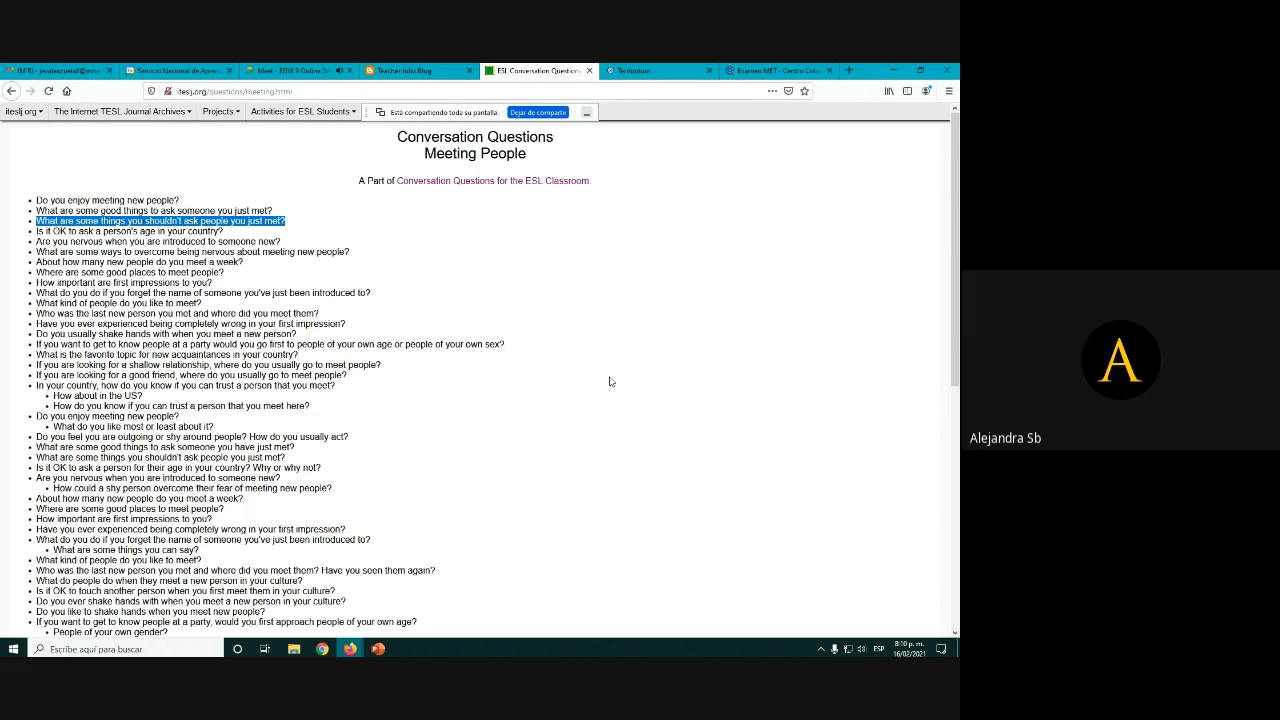 IM'RI - jevalenzuela8@misena
Servicio Nacional de Aprend
Meet - EDW 9 Online Se
Teacher Julio Blog
ESL Conversation Questions
Territorium
Examen MET - Centro Colo
iteslj.org/questions/meeting.html
iteslj.org
The Internet TESL Journal Archives
Projects
Activities for ESL Students
Está compartiendo toda su pantalla.
Dejar de compartir
Conversation Questions
Meeting People
A Part of Conversation Questions for the ESL Classroom.
Do you enjoy meeting new people?
What are some good things to ask someone you just met?
What are some things you shouldn't ask people you just met?
Is it OK to ask a person's age in your country?
Are you nervous when you are introduced to someone new?
What are some ways to overcome being nervous about meeting new people?
About how many new people do you meet a week?
Where are some good places to meet people?
How important are first impressions to you?
What do you do if you forget the name of someone you've just been introduced to?
What kind of people do you like to meet?
Who was the last new person you met and where did you meet them?
Have you ever experienced being completely wrong in your first impression?
Do you usually shake hands with when you meet a new person?
If you want to get to know people at a party would you go first to people of your own age or people of your own sex?
What is the favorite topic for new acquaintances in your country?
If you are looking for a shallow relationship, where do you usually go to meet people?
If you are looking for a good friend, where do you usually go to meet people?
In your country, how do you know if you can trust a person that you meet?
How about in the US?
How do you know if you can trust a person that you meet here?
Do you enjoy meeting new people?
What do you like most or least about it?
Do you feel you are outgoing or shy around people? How do you usually act?
What are some good things to ask someone you have just met?
What are some things you shouldn't ask people you just met?
Is it OK to ask a person for their age in your country? Why or why not?
Are you nervous when you are introduced to someone new?
How could a shy person overcome their fear of meeting new people?
About how many new people do you meet a week?
Where are some good places to meet people?
How important are first impressions to you?
Have you ever experienced being completely wrong in your first impression?
What do you do if you forget the name of someone you've just been introduced to?
What are some things you can say?
What kind of people do you like to meet?
Who was the last new person you met and where did you meet them? Have you seen them again?
What do people do when they meet a new person in your culture?
Is it OK to touch another person when you first meet them in your culture?
Do you ever shake hands with when you meet a new person in your culture?
Do you like to shake hands when you meet new people?
If you want to get to know people at a party, would you first approach people of your own age?
People of your own gender?
A
Alejandra Sb
Escribe aquí para buscar
ESP
8:10 p. m.
16/02/2021